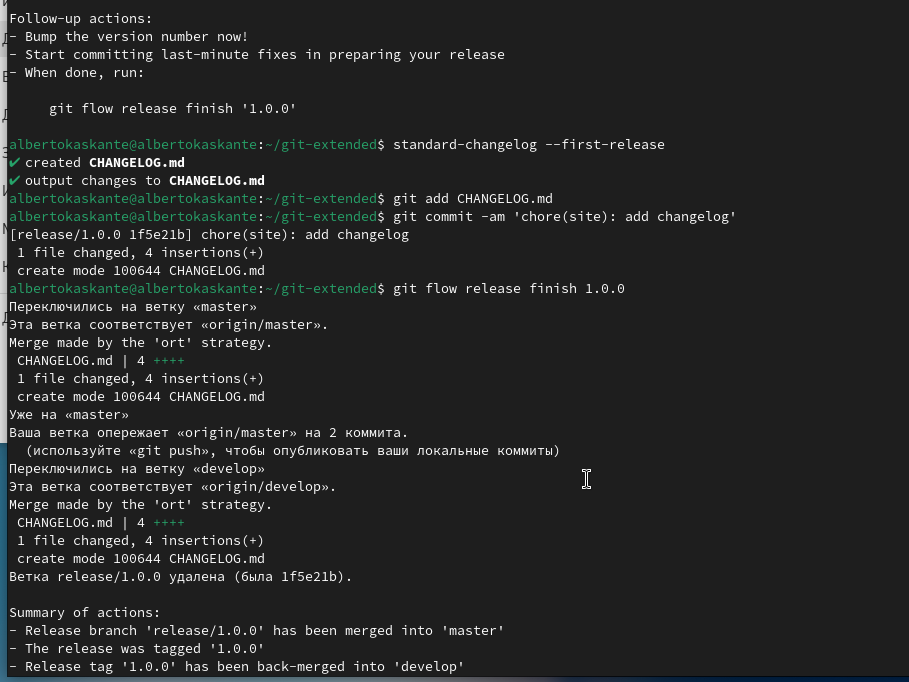 Follow-up actions:
- Bump the version number now!
- Start committing last-minute fixes in preparing your release
- When done, run:
git flow release finish '1.0.0'
albertokaskante@albertokaskante:~/git-extended$ standard-changelog --first-release
✔ created CHANGELOG.md
✔ output changes to CHANGELOG.md
albertokaskante@albertokaskante:~/git-extended$ git add CHANGELOG.md
albertokaskante@albertokaskante:~/git-extended$ git commit -am 'chore(site): add changelog'
[release/1.0.0 1f5e21b] chore(site): add changelog
1 file changed, 4 insertions(+)
create mode 100644 CHANGELOG.md
albertokaskante@albertokaskante:~/git-extended$ git flow release finish 1.0.0
Переключились на ветку «master»
Эта ветка соответствует «origin/master».
Merge made by the 'ort' strategy.
CHANGELOG.md | 4 ++++
1 file changed, 4 insertions(+)
create mode 100644 CHANGELOG.md
Уже на «master»
Ваша ветка опережает «origin/master» на 2 коммита.
(используйте «git push», чтобы опубликовать ваши локальные коммиты)
Переключились на ветку «develop»
Эта ветка соответствует «origin/develop».
Merge made by the 'ort' strategy.
CHANGELOG.md | 4 ++++
1 file changed, 4 insertions(+)
create mode 100644 CHANGELOG.md
Ветка release/1.0.0 удалена (была 1f5e21b).
Summary of actions:
- Release branch 'release/1.0.0' has been merged into 'master'
- The release was tagged '1.0.0'
- Release tag '1.0.0' has been back-merged into 'develop'